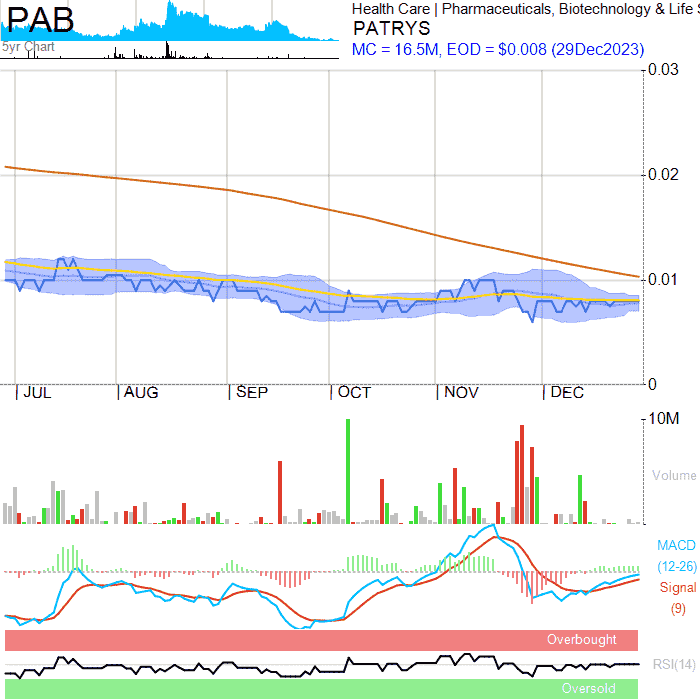 PAB
5yr Chart
Health Care | Pharmaceuticals, Biotechnology & Life S
PATRYS
MC = 16.5M, EOD = $0.008 (29Dec2023)
0.03
0.02
0.01
0
JUL AUG SEP OCT NOV DEC
10M
Volume
MACD
(12-26)
Signal
(9)
Overbought
RSI(14)
Oversold